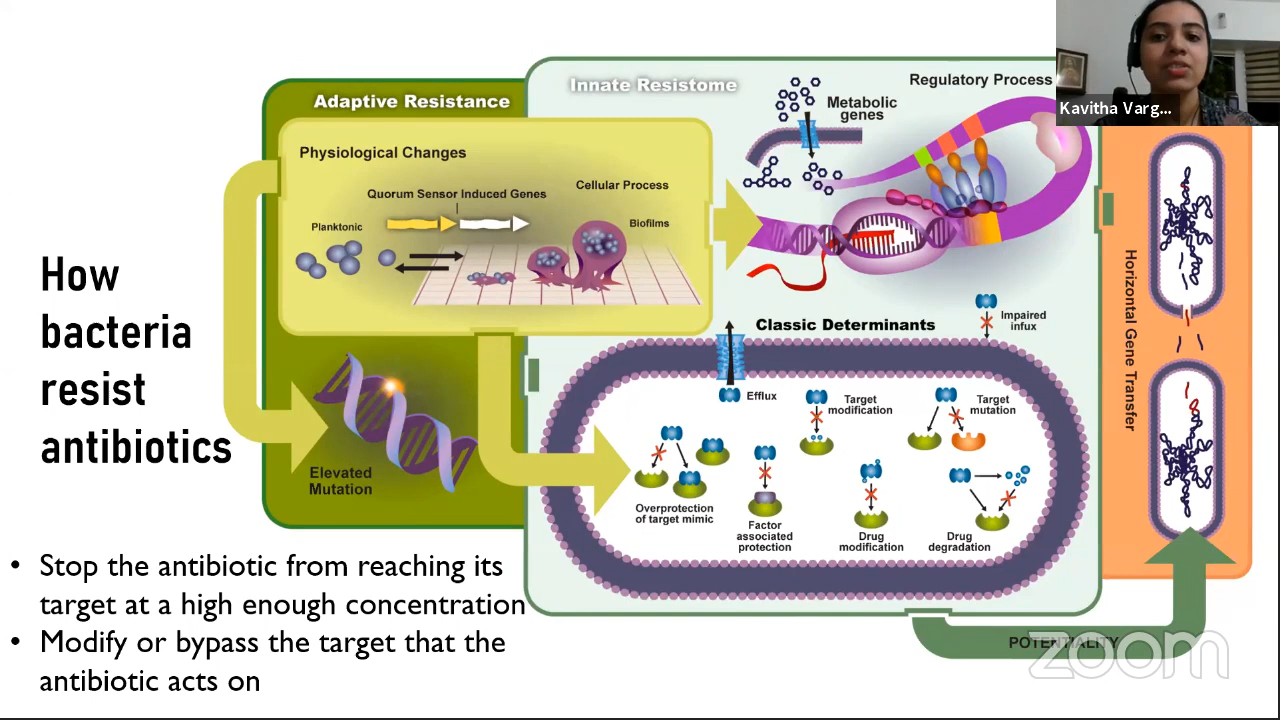 Kavitha Varg...
How
bacteria
resist
antibiotics
Adaptive Resistance
Physiological Changes
Quorum Sensor Induced Genes
Cellular Process
Planktonic
Biofilms
Elevated
Mutation
Innate Resistome
Metabolic
genes
Regulatory Process
Classic Determinants
Impaired
infux
Efflux
Target
modification
Target
mutation
Overprotection
of target mimic
Factor
associated
protection
Drug
modification
Drug
degradation
Horizontal Gene Transfer
POTENTIALITY
• Stop the antibiotic from reaching its
target at a high enough concentration
• Modify or bypass the target that the
antibiotic acts on
zoom